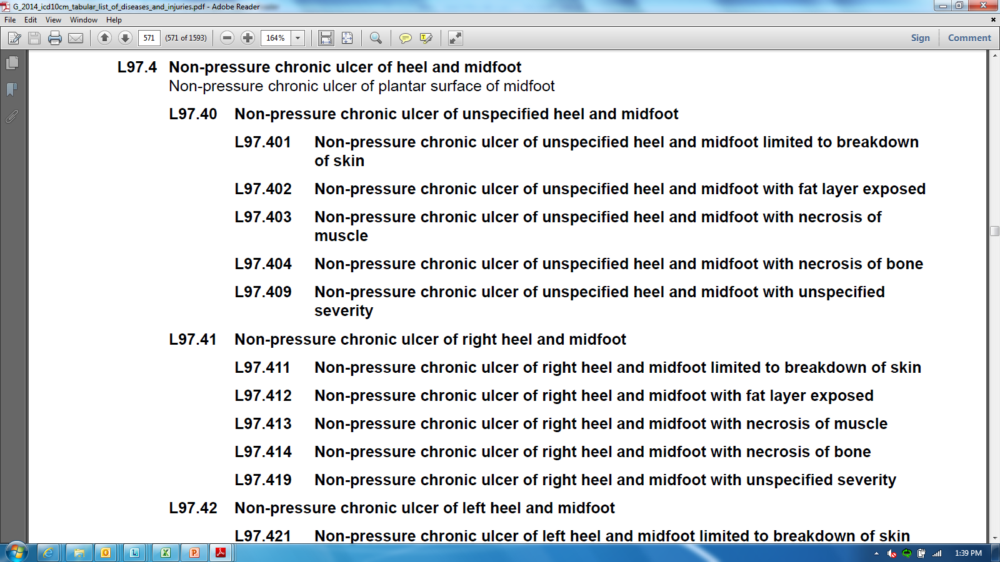 G_2014_icd10cm_tabular_list_of_diseases_and_injuries.pdf - Adobe Reader
File Edit View Window Help
571 (571 of 1593) 164% Sign Comment
L97.4 Non-pressure chronic ulcer of heel and midfoot
Non-pressure chronic ulcer of plantar surface of midfoot
L97.40 Non-pressure chronic ulcer of unspecified heel and midfoot
L97.401 Non-pressure chronic ulcer of unspecified heel and midfoot limited to breakdown
of skin
L97.402 Non-pressure chronic ulcer of unspecified heel and midfoot with fat layer exposed
L97.403 Non-pressure chronic ulcer of unspecified heel and midfoot with necrosis of
muscle
L97.404 Non-pressure chronic ulcer of unspecified heel and midfoot with necrosis of bone
L97.409 Non-pressure chronic ulcer of unspecified heel and midfoot with unspecified
severity
L97.41 Non-pressure chronic ulcer of right heel and midfoot
L97.411 Non-pressure chronic ulcer of right heel and midfoot limited to breakdown of skin
L97.412 Non-pressure chronic ulcer of right heel and midfoot with fat layer exposed
L97.413 Non-pressure chronic ulcer of right heel and midfoot with necrosis of muscle
L97.414 Non-pressure chronic ulcer of right heel and midfoot with necrosis of bone
L97.419 Non-pressure chronic ulcer of right heel and midfoot with unspecified severity
L97.42 Non-pressure chronic ulcer of left heel and midfoot
L97.421 Non-pressure chronic ulcer of left heel and midfoot limited to breakdown of skin
1:39 PM